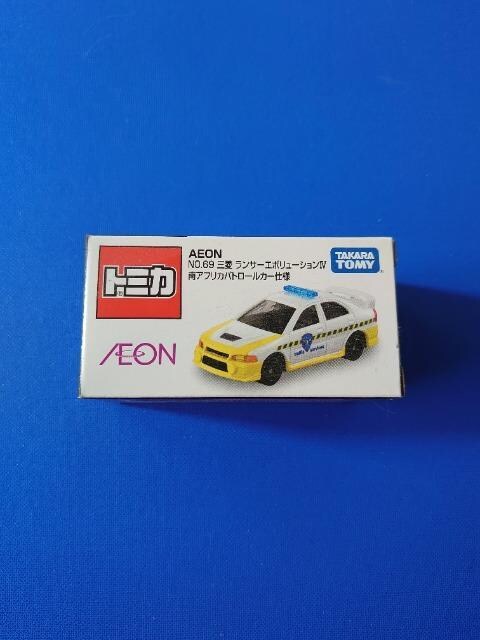 トミカ
AEON
NO.69 三菱 ランサーエボリューションⅣ
南アフリカパトロールカー仕様
TAKARA
TOMY
ÆON